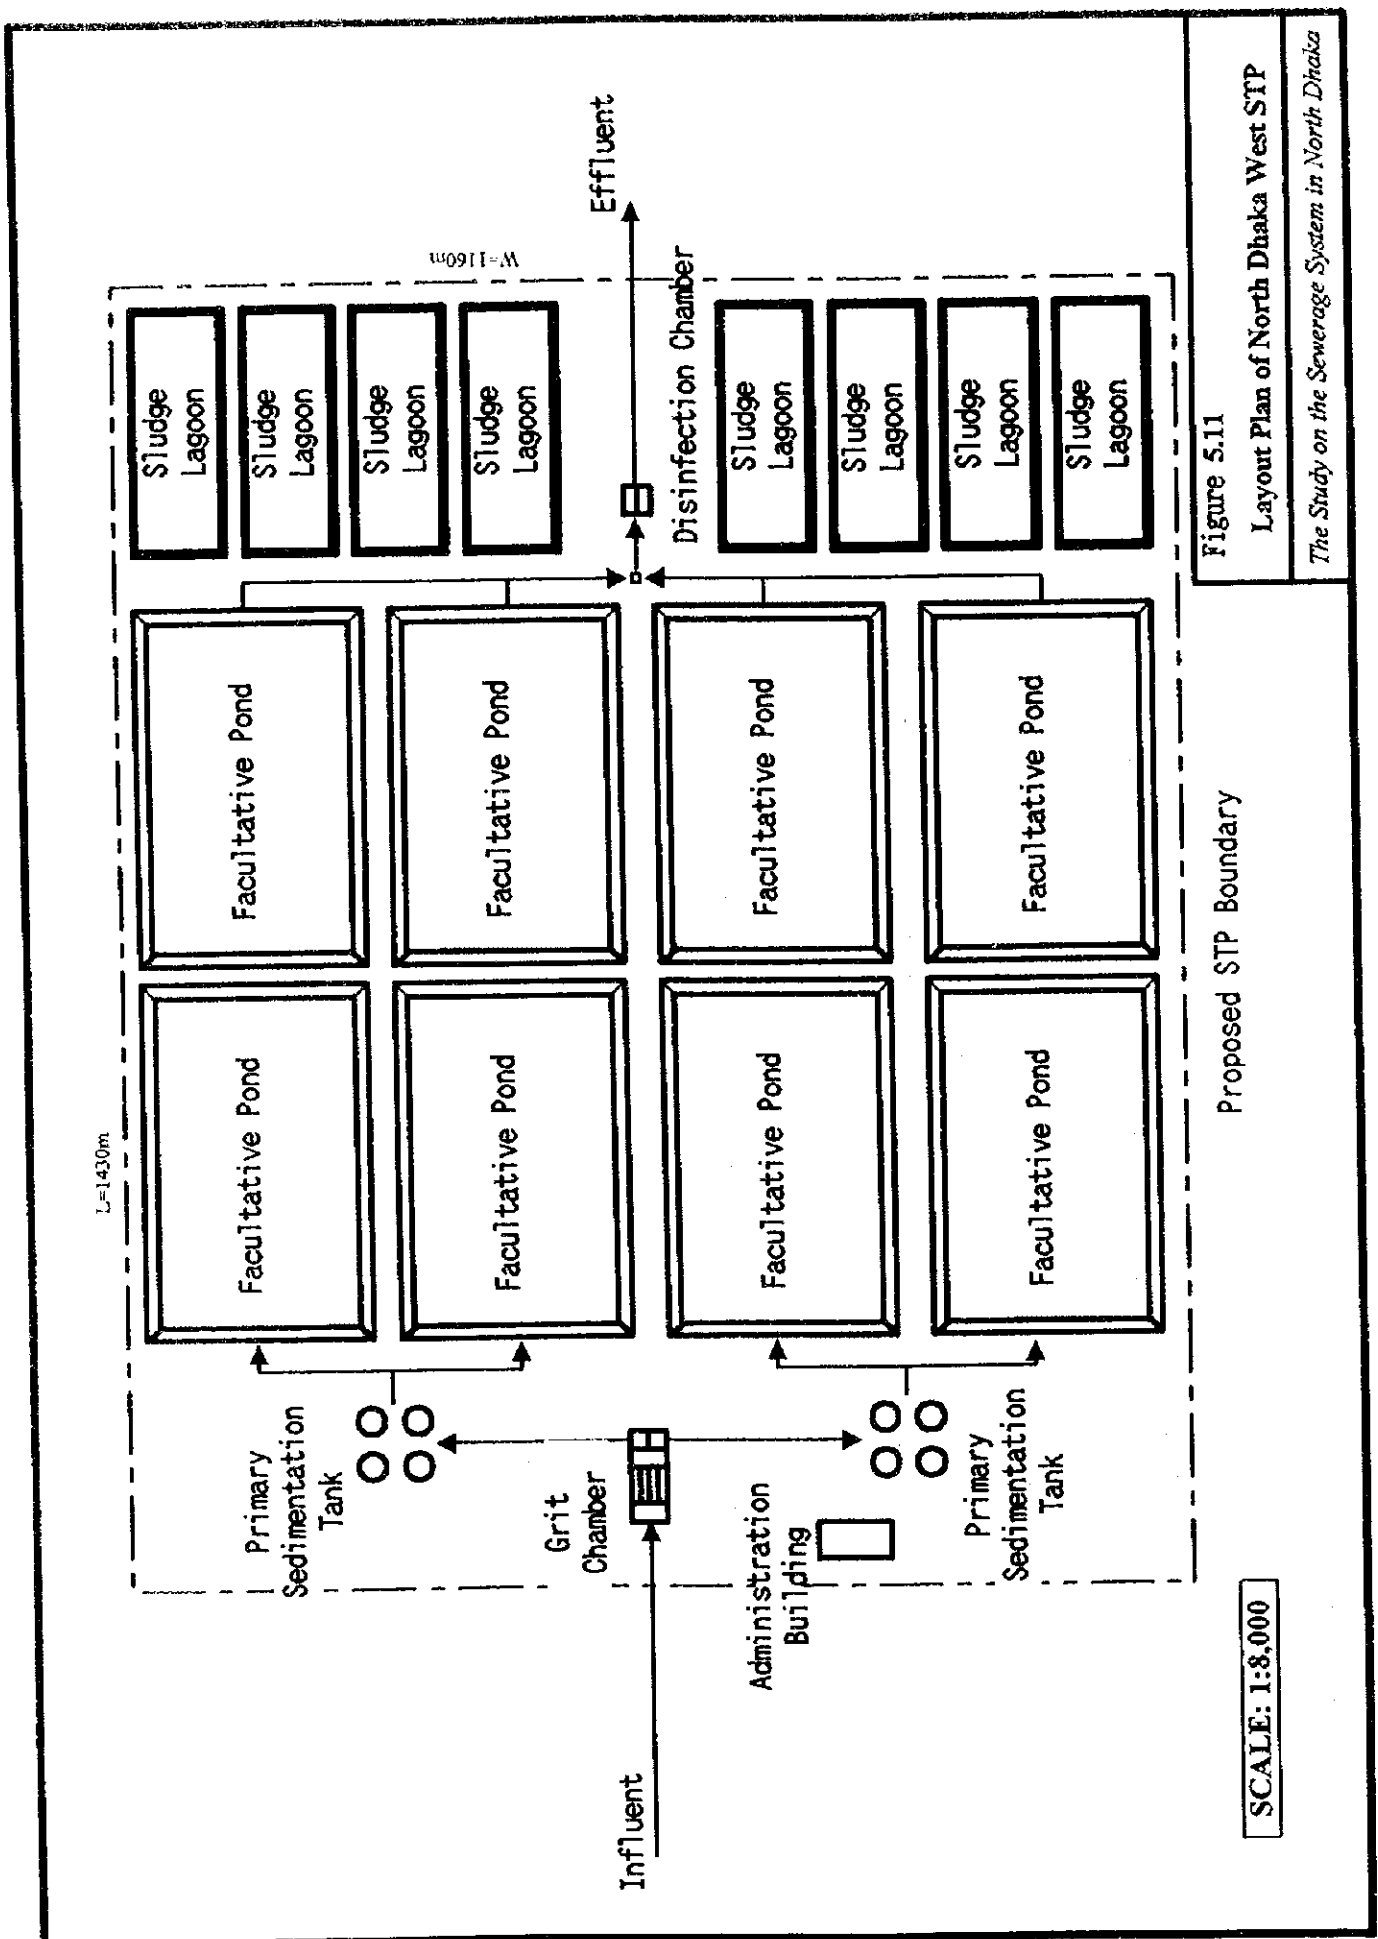 L=1430m
W=1160m
Influent
Grit
Chamber
Primary
Sedimentation
Tank
Administration
Building
Primary
Sedimentation
Tank
Facultative Pond
Facultative Pond
Facultative Pond
Facultative Pond
Facultative Pond
Facultative Pond
Facultative Pond
Facultative Pond
Sludge
Lagoon
Sludge
Lagoon
Sludge
Lagoon
Sludge
Lagoon
Effluent
Disinfection Chamber
Sludge
Lagoon
Sludge
Lagoon
Sludge
Lagoon
Sludge
Lagoon
Proposed STP Boundary
SCALE: 1:8,000
Figure 5.11
Layout Plan of North Dhaka West STP
The Study on the Sewerage System in North Dhaka